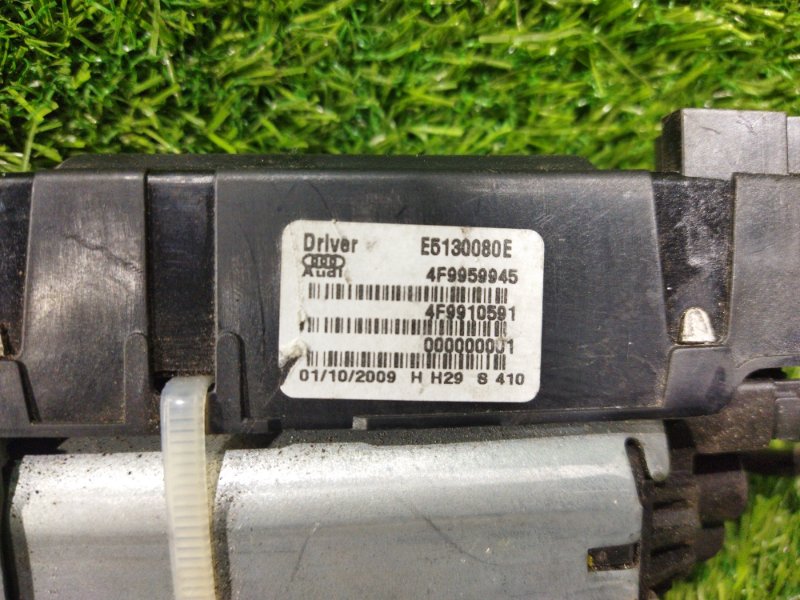 Driver E5130080E
Audi 4F9959945
4F9910591
000000001
01/10/2009 H H29 S 410